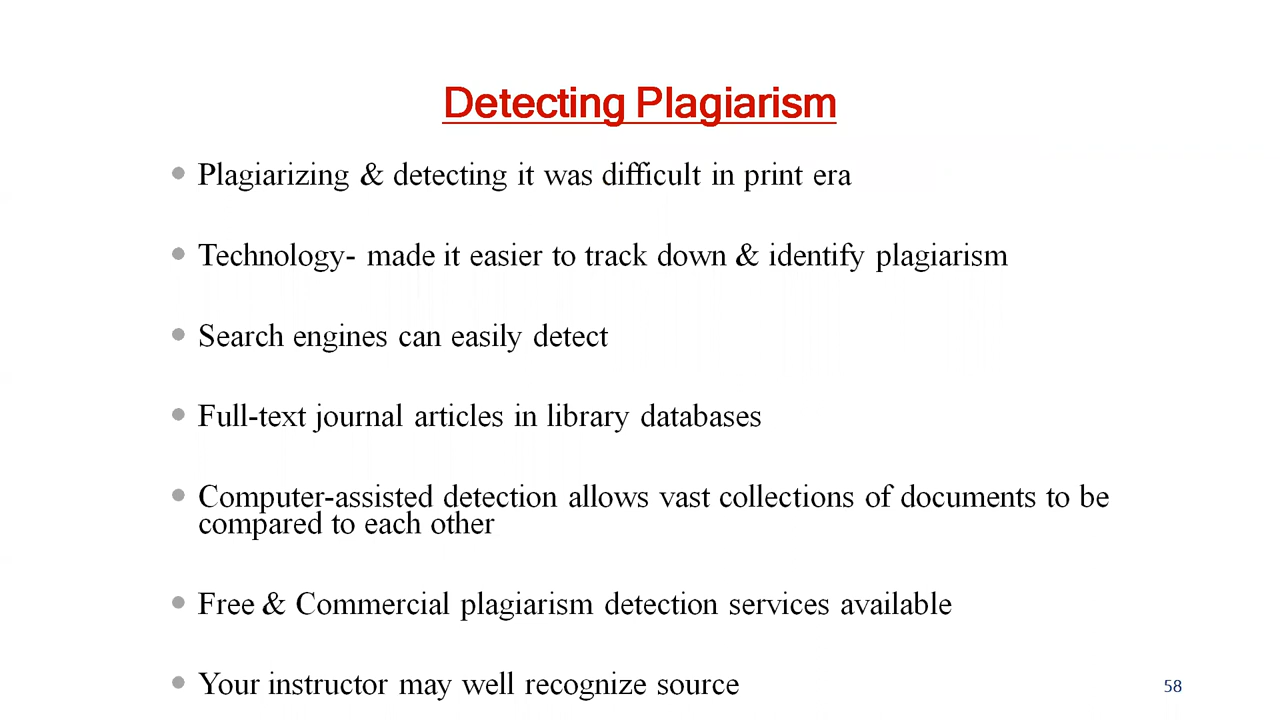 Detecting Plagiarism
• Plagiarizing & detecting it was difficult in print era
• Technology- made it easier to track down & identify plagiarism
• Search engines can easily detect
• Full-text journal articles in library databases
• Computer-assisted detection allows vast collections of documents to be
compared to each other
• Free & Commercial plagiarism detection services available
• Your instructor may well recognize source
58